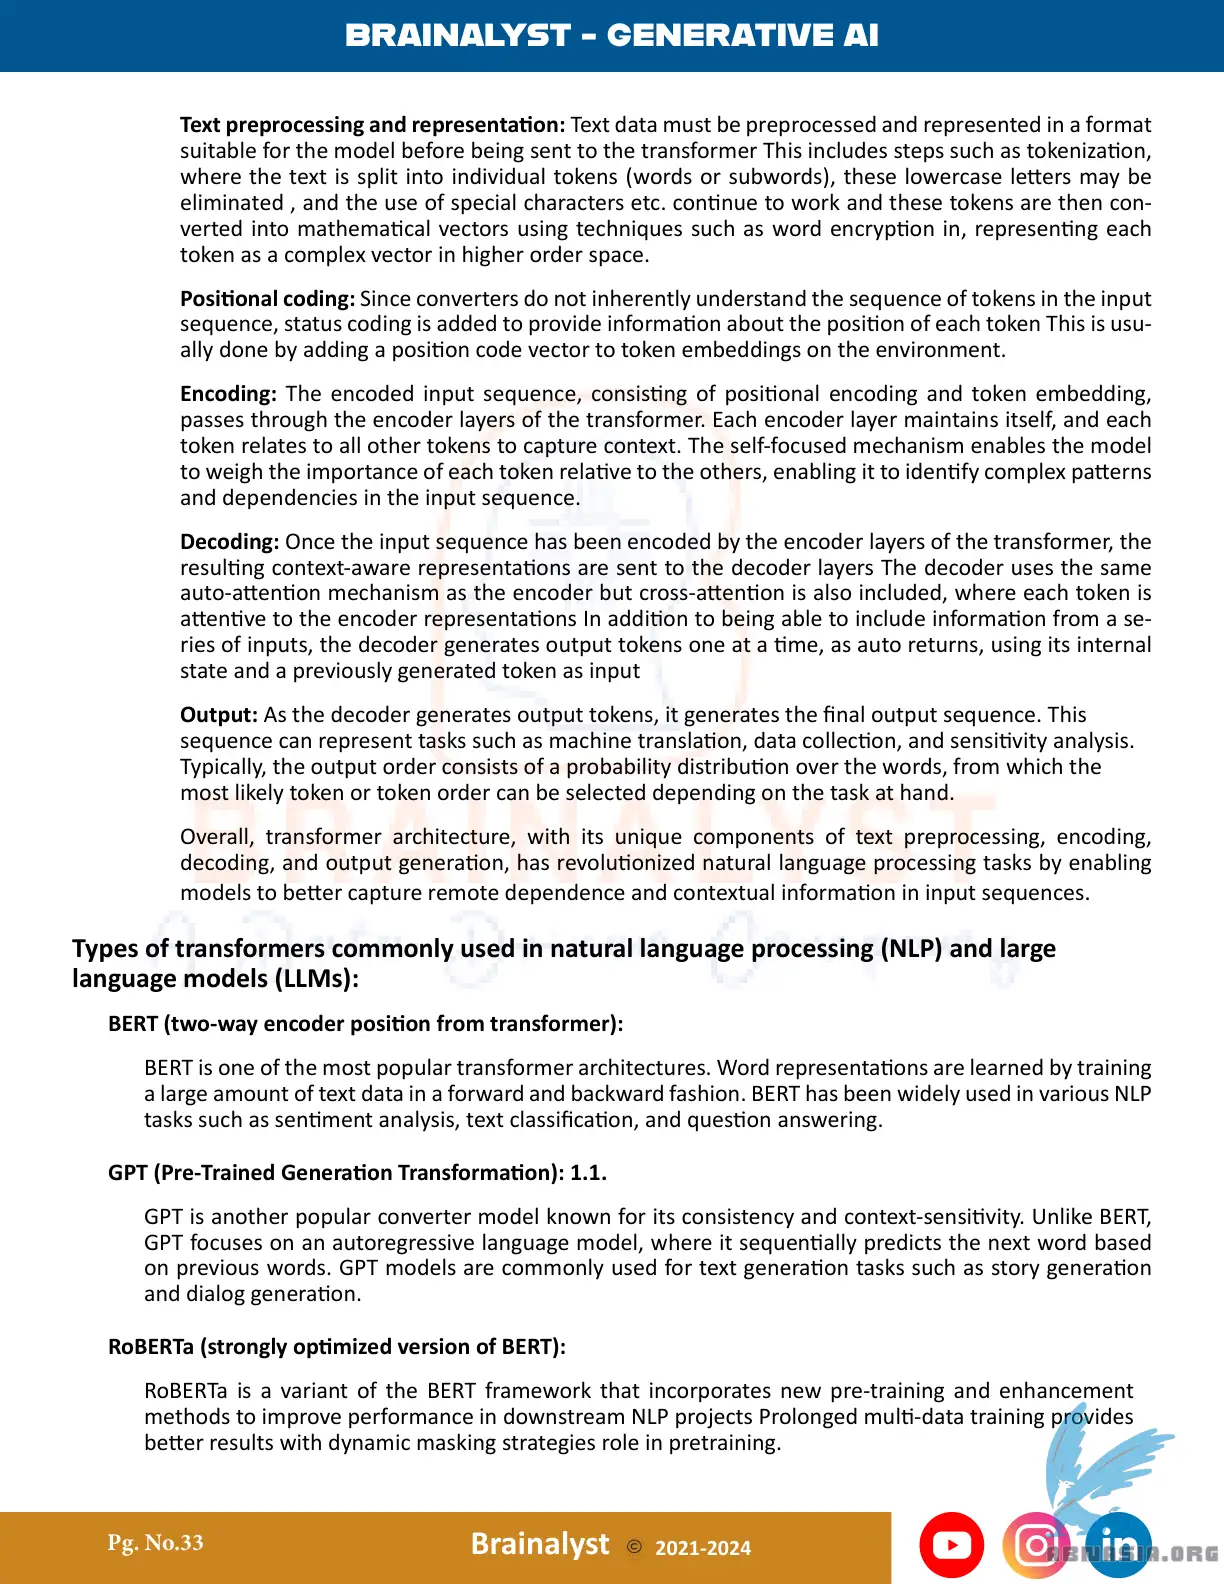 BRAINALYST - GENERATIVE AI
Text preprocessing and representation: Text data must be preprocessed and represented in a format
suitable for the model before being sent to the transformer This includes steps such as tokenization,
where the text is split into individual tokens (words or subwords), these lowercase letters may be
eliminated , and the use of special characters etc. continue to work and these tokens are then con-
verted into mathematical vectors using techniques such as word encryption in, representing each
token as a complex vector in higher order space.
Positional coding: Since converters do not inherently understand the sequence of tokens in the input
sequence, status coding is added to provide information about the position of each token This is usu-
ally done by adding a position code vector to token embeddings on the environment.
Encoding: The encoded input sequence, consisting of positional encoding and token embedding,
passes through the encoder layers of the transformer. Each encoder layer maintains itself, and each
token relates to all other tokens to capture context. The self-focused mechanism enables the model
to weigh the importance of each token relative to the others, enabling it to identify complex patterns
and dependencies in the input sequence.
Decoding: Once the input sequence has been encoded by the encoder layers of the transformer, the
resulting context-aware representations are sent to the decoder layers The decoder uses the same
auto-attention mechanism as the encoder but cross-attention is also included, where each token is
attentive to the encoder representations In addition to being able to include information from a se-
ries of inputs, the decoder generates output tokens one at a time, as auto returns, using its internal
state and a previously generated token as input
Output: As the decoder generates output tokens, it generates the final output sequence. This
sequence can represent tasks such as machine translation, data collection, and sensitivity analysis.
Typically, the output order consists of a probability distribution over the words, from which the
most likely token or token order can be selected depending on the task at hand.
BRAINALYST
Overall, transformer architecture, with its unique components of text preprocessing, encoding,
decoding, and output generation, has revolutionized natural language processing tasks by enabling
models to better capture remote dependence and contextual information in input sequences.
A Data Driven Company
Types of transformers commonly used in natural language processing (NLP) and large
language models (LLMs):
BERT (two-way encoder position from transformer):
BERT is one of the most popular transformer architectures. Word representations are learned by training
a large amount of text data in a forward and backward fashion. BERT has been widely used in various NLP
tasks such as sentiment analysis, text classification, and question answering.
GPT (Pre-Trained Generation Transformation): 1.1.
GPT is another popular converter model known for its consistency and context-sensitivity. Unlike BERT,
GPT focuses on an autoregressive language model, where it sequentially predicts the next word based
on previous words. GPT models are commonly used for text generation tasks such as story generation
and dialog generation.
RoBERTa (strongly optimized version of BERT):
RoBERTa is a variant of the BERT framework that incorporates new pre-training and enhancement
methods to improve performance in downstream NLP projects Prolonged multi-data training provides
better results with dynamic masking strategies role in pretraining.
Pg. No.33
Brainalyst © 2021-2024
in
ABIMASIA.ORG